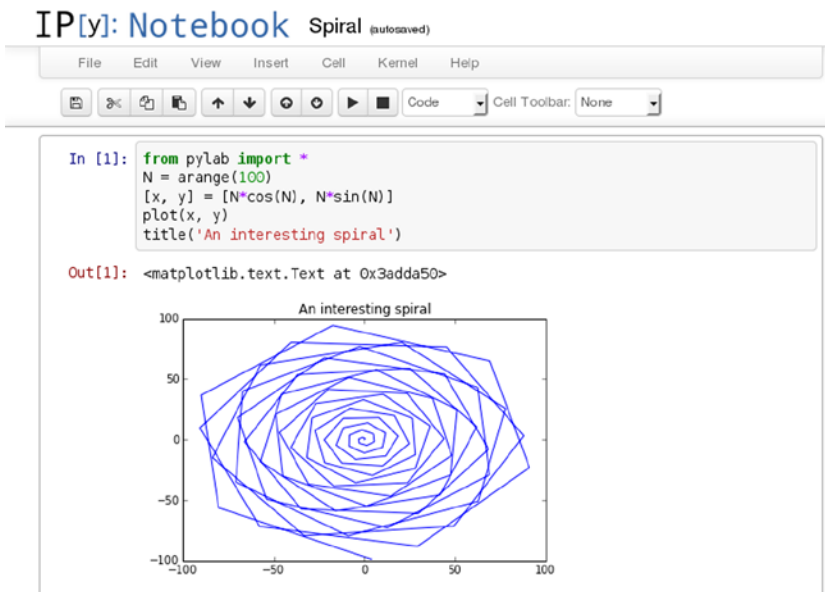 IP[y]: Notebook Spiral (autosaved)
File Edit View Insert Cell Kernel Help
Code Cell Toolbar: None
In [1]: from pylab import *
N = arange(100)
[x, y] = [N*cos(N), N*sin(N)]
plot(x, y)
title('An interesting spiral')
Out[1]: <matplotlib.text.Text at 0x3adda50>
An interesting spiral
100
50
0
−50
−100
−100 −50 0 50 100